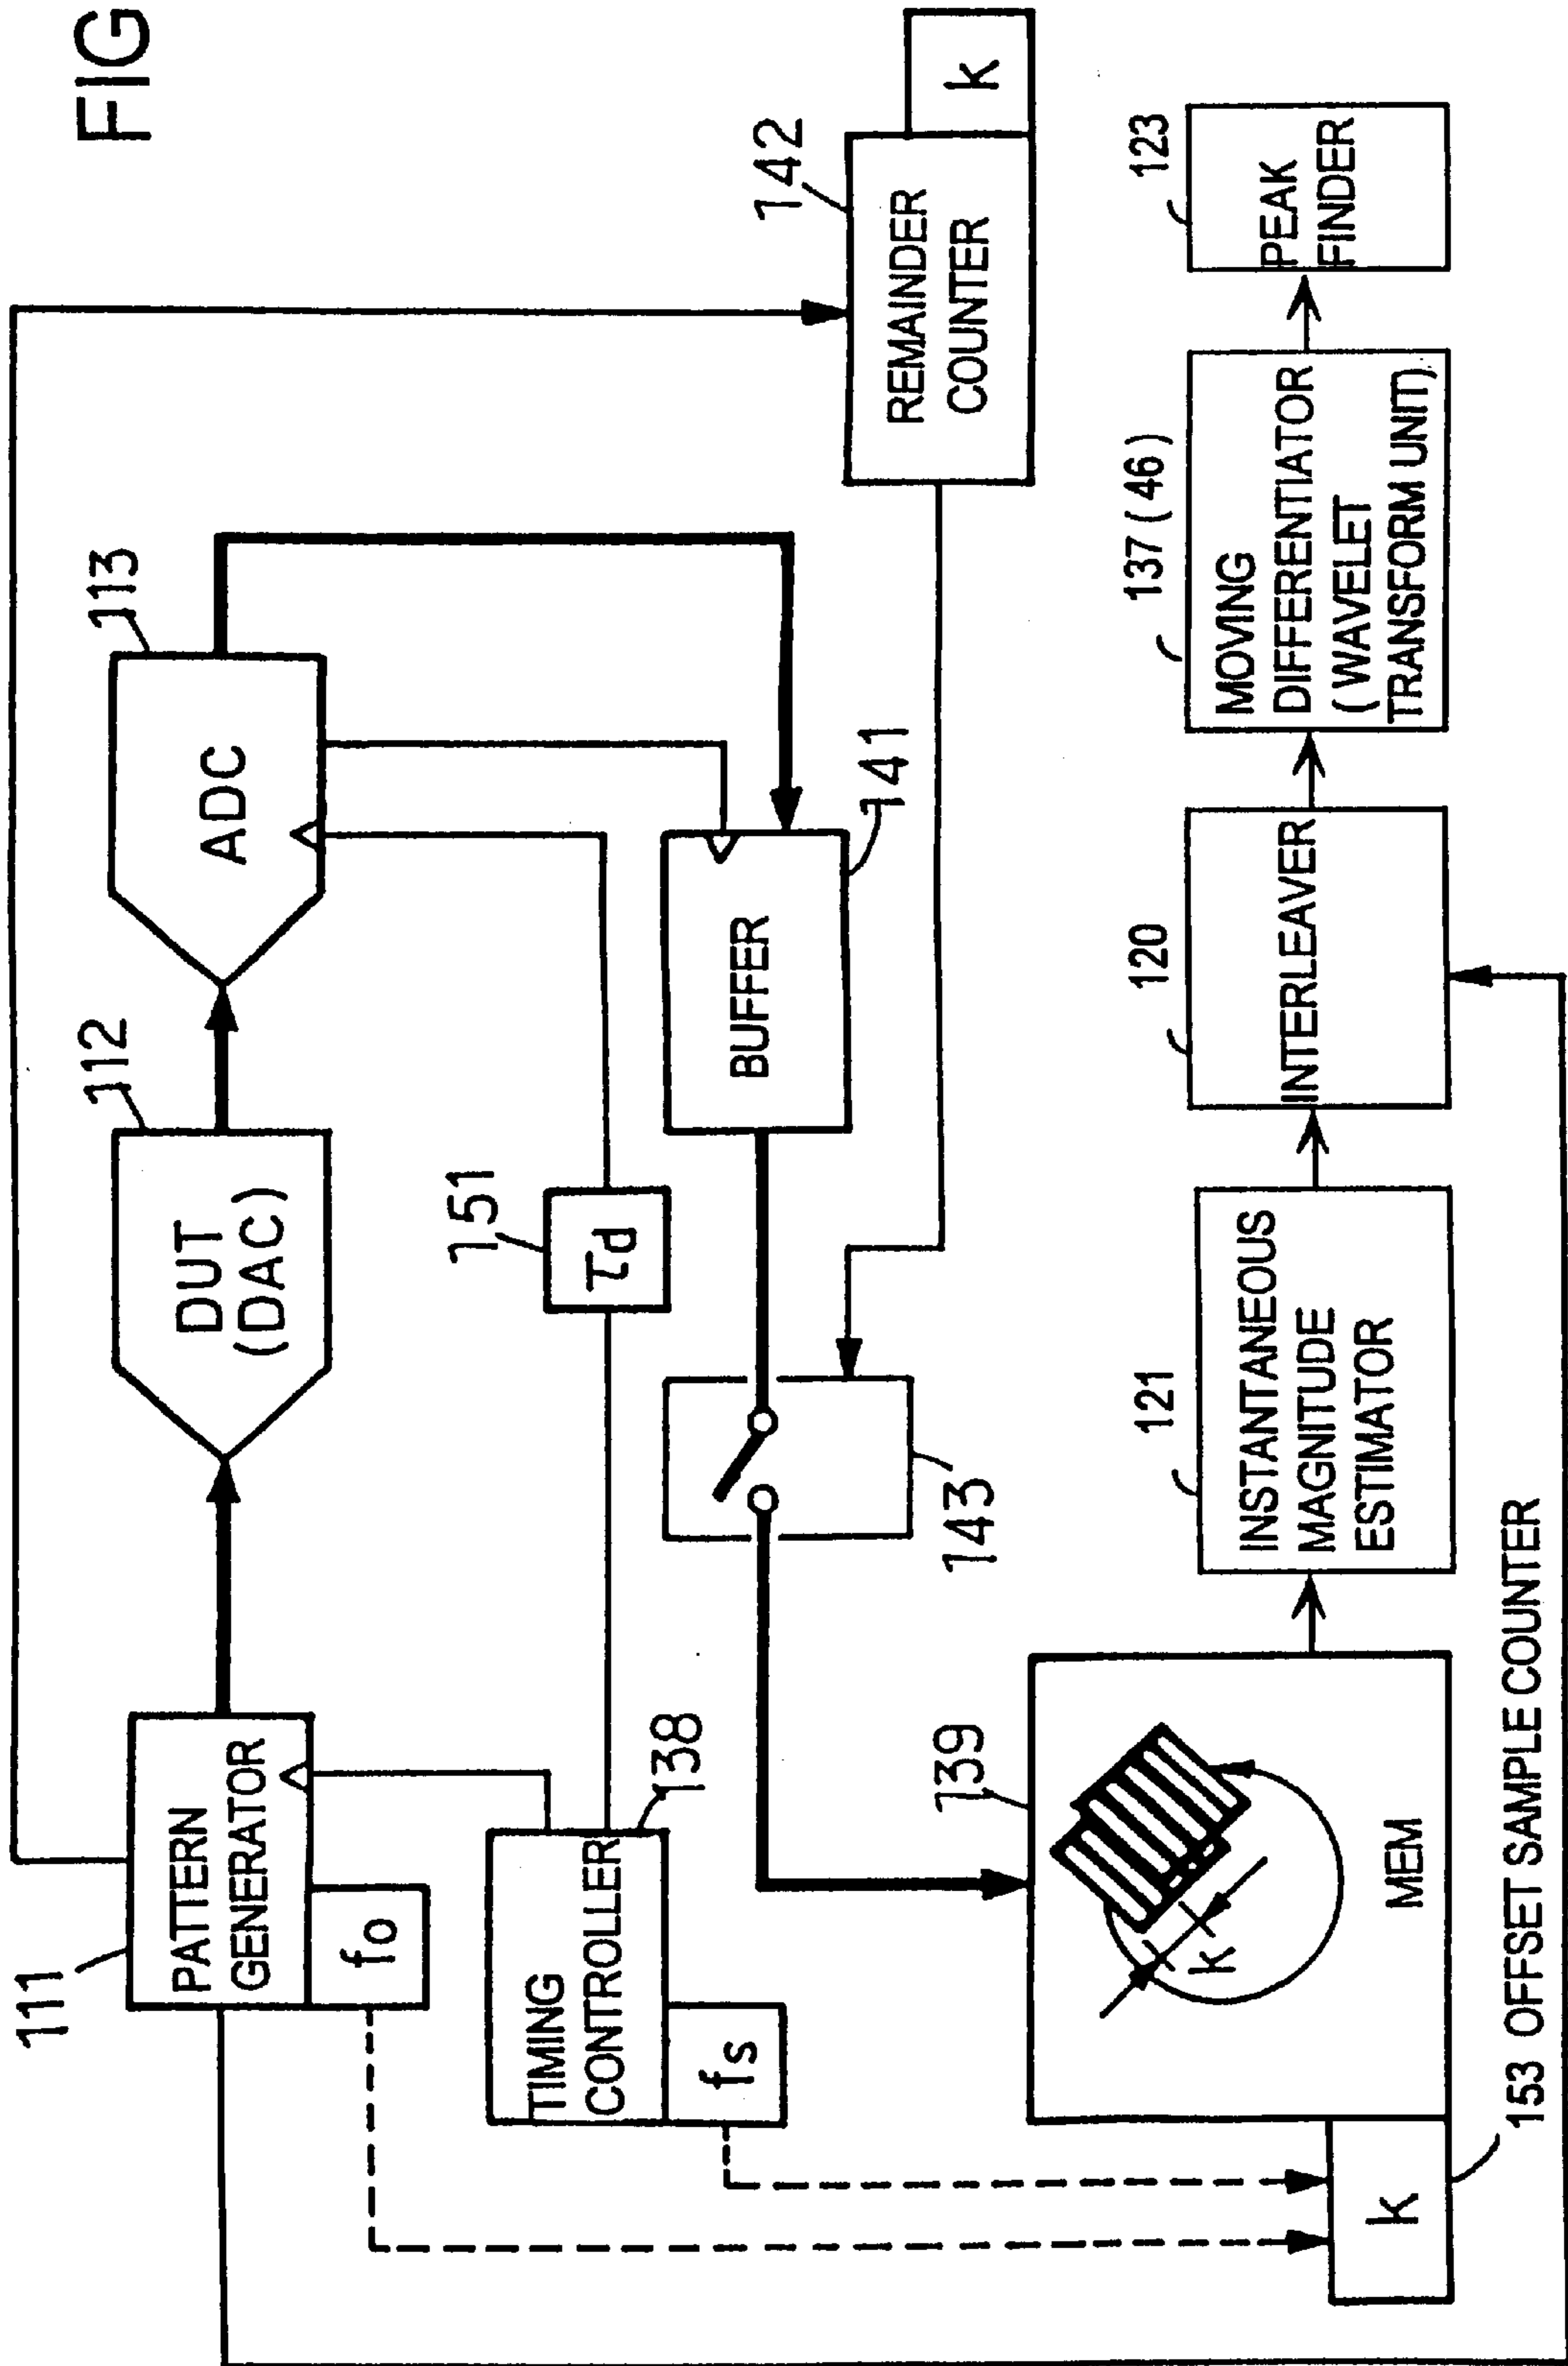 FIG
111
PATTERN
GENERATOR
fo
112
DUT
(DAC)
113
ADC
TIMING
CONTROLLER
138
fs
151
τd
BUFFER
141
142
REMAINDER
COUNTER
k
143
139
k
MEM
k
153 OFFSET SAMPLE COUNTER
121
INSTANTANEOUS
MAGNITUDE
ESTIMATOR
120
INTERLEAVER
137 (46)
MOVING
DIFFERENTIATOR
(WAVELET
TRANSFORM UNIT)
123
PEAK
FINDER